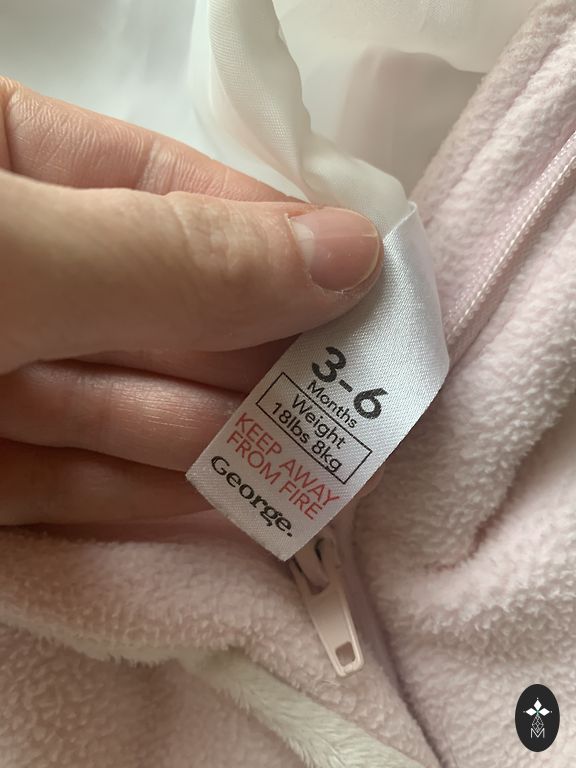 3-6
Months
Weight
18lbs 8kg
KEEP AWAY
FROM FIRE
George.